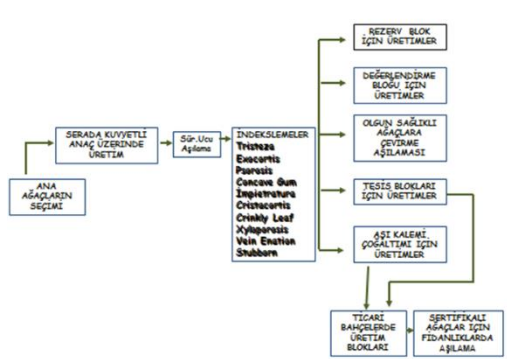 ANA
AĞAÇLARIN
SEÇİMİ
SERADA KUVVETLİ
ANAÇ ÜZERİNDE
ÜRETİM
Sür.Ucu
Aşılama
İNDEKSLEMELER
Tristeza
Exocortis
Psorosis
Concave Gum
Impietratura
Cristacortis
Crinkly Leaf
Xyloporosis
Vein Enation
Stubborn
REZERV BLOK
İÇİN ÜRETİMLER
DEĞERLENDİRME
BLOĞU İÇİN
ÜRETİMLER
OLGUN SAĞLIKLI
AĞAÇLARA
ÇEVİRME
AŞILAMASI
TESİS BLOKLARI
İÇİN ÜRETİMLER
AŞI KALEMİ
ÇOĞALTIMI İÇİN
ÜRETİMLER
TİCARİ
BAHÇELERDE
ÜRETİM
BLOKLARI
SERTİFİKALI
AĞAÇLAR İÇİN
FİDANLIKLARDA
AŞILAMA